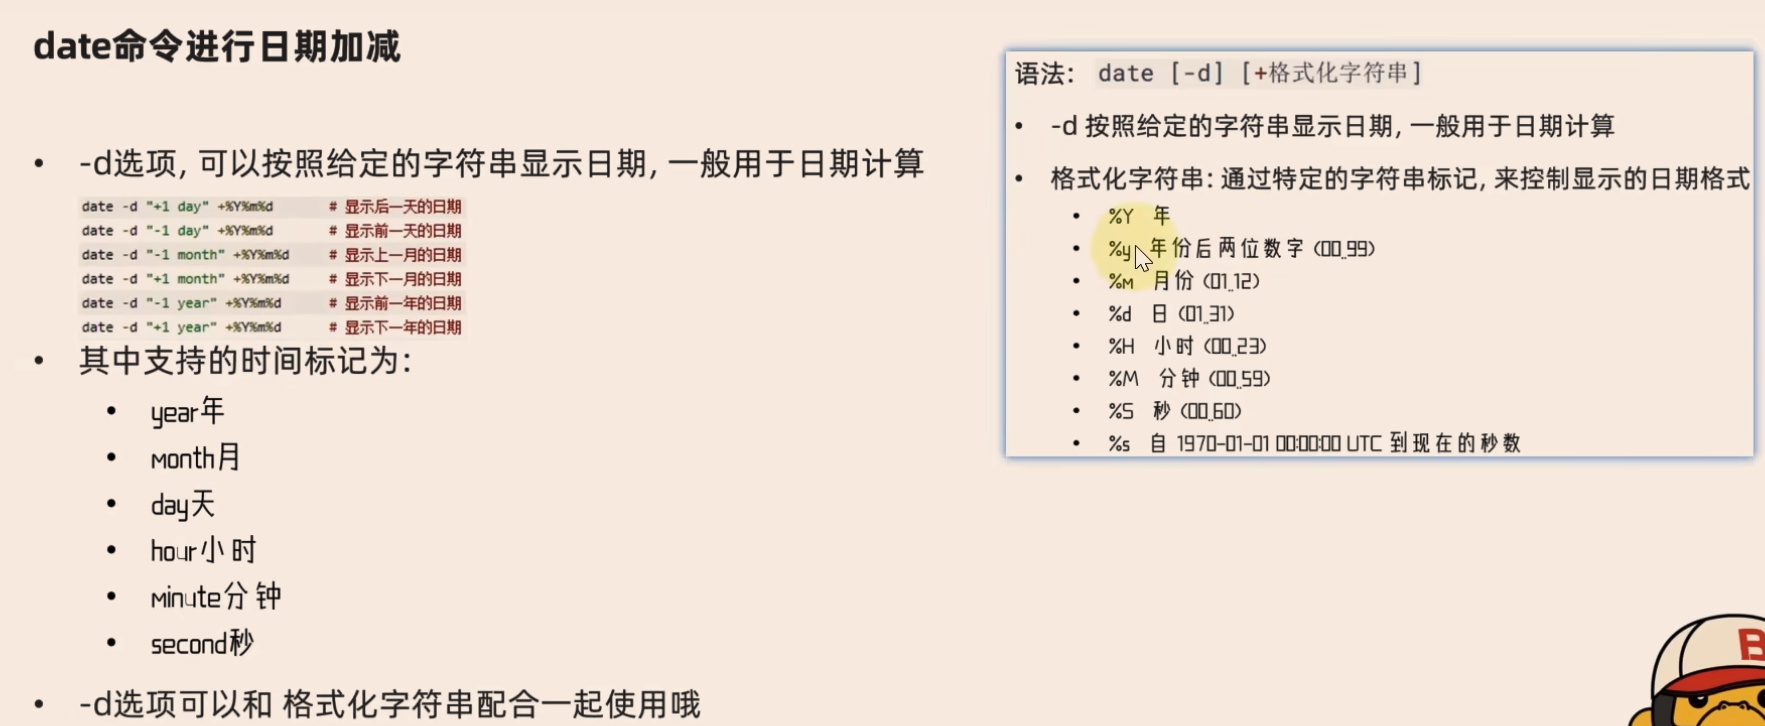 date命令进行日期加减
• -d选项, 可以按照给定的字符串显示日期, 一般用于日期计算
date -d "+1 day" +%Y%m%d # 显示后一天的日期
date -d "-1 day" +%Y%m%d # 显示前一天的日期
date -d "-1 month" +%Y%m%d # 显示上一月的日期
date -d "+1 month" +%Y%m%d # 显示下一月的日期
date -d "-1 year" +%Y%m%d # 显示前一年的日期
date -d "+1 year" +%Y%m%d # 显示下一年的日期
• 其中支持的时间标记为:
• year年
• month月
• day天
• hour小时
• minute分钟
• second秒
• -d选项可以和 格式化字符串配合一起使用哦
语法: date [-d] [+格式化字符串]
• -d 按照给定的字符串显示日期, 一般用于日期计算
• 格式化字符串: 通过特定的字符串标记, 来控制显示的日期格式
• %Y 年
• %y 年份后两位数字 (00..99)
• %m 月份 (01..12)
• %d 日 (01..31)
• %H 小时 (00..23)
• %M 分钟 (00..59)
• %S 秒 (00..60)
• %s 自 1970-01-01 00:00:00 UTC 到现在的秒数
B